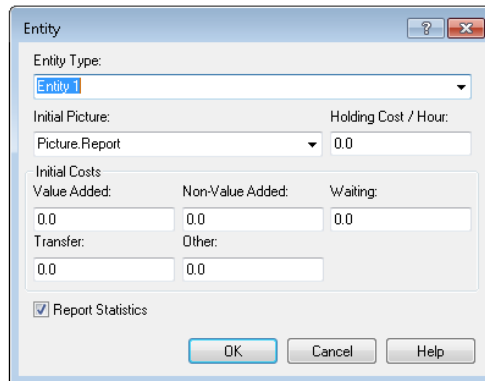 Entity
Entity Type:
Entity 1
Initial Picture: Holding Cost / Hour:
Picture.Report 0.0
Initial Costs
Value Added: Non-Value Added: Waiting:
0.0 0.0 0.0
Transfer: Other:
0.0 0.0
Report Statistics
OK Cancel Help